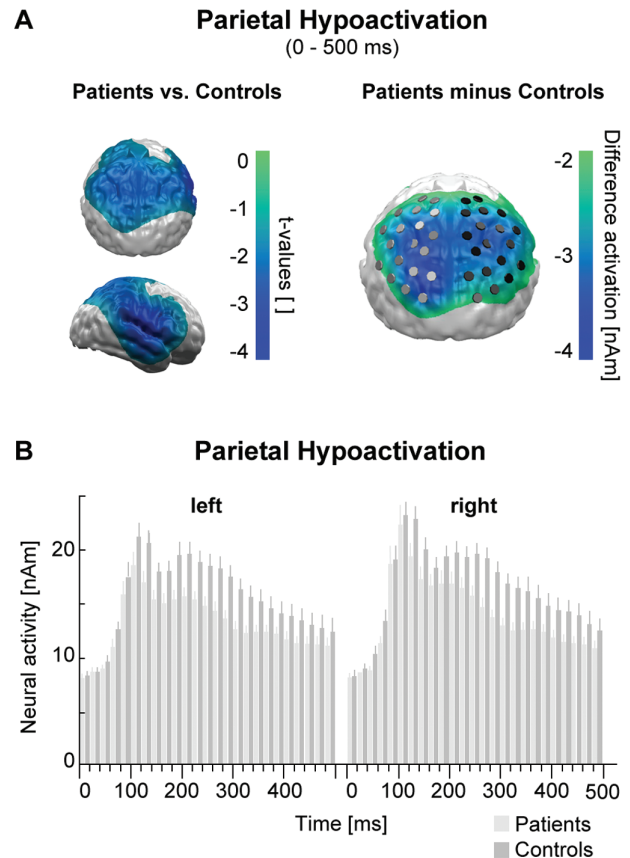 A
Parietal Hypoactivation
(0 - 500 ms)
Patients vs. Controls
0
-1
-2
-3
-4
t-values [ ]
Patients minus Controls
-2
-3
-4
Difference activation [nAm]
B
Parietal Hypoactivation
left
right
Neural activity [nAm]
20
10
0
0 100 200 300 400 0 100 200 300 400 500
Time [ms]
Patients
Controls